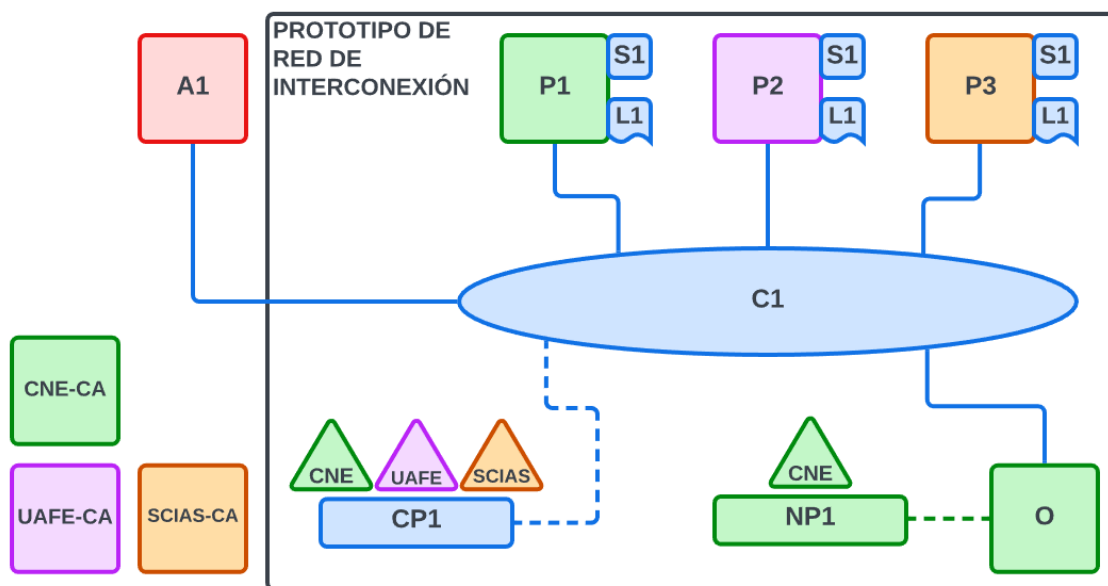 PROTOTIPO DE
RED DE
INTERCONEXIÓN
A1
P1
S1
L1
P2
S1
L1
P3
S1
L1
C1
CNE-CA
UAFE-CA
SCIAS-CA
CNE
UAFE
SCIAS
CP1
CNE
NP1
O